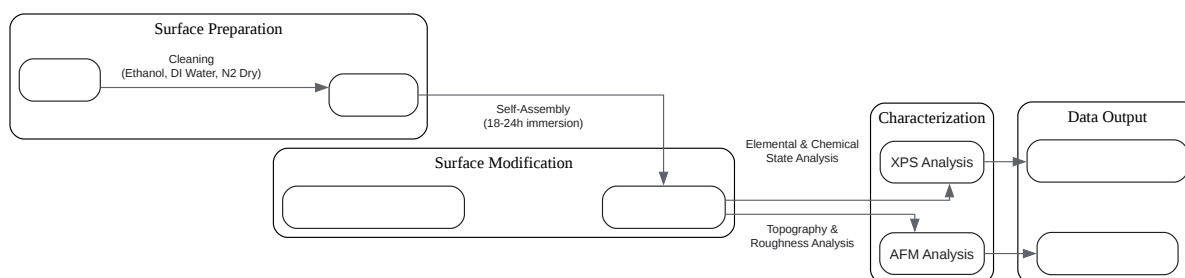 Surface Preparation
Cleaning
(Ethanol, DI Water, N2 Dry)
Self-Assembly
(18-24h immersion)
Surface Modification
Elemental & Chemical
State Analysis
Topography &
Roughness Analysis
Characterization
XPS Analysis
AFM Analysis
Data Output